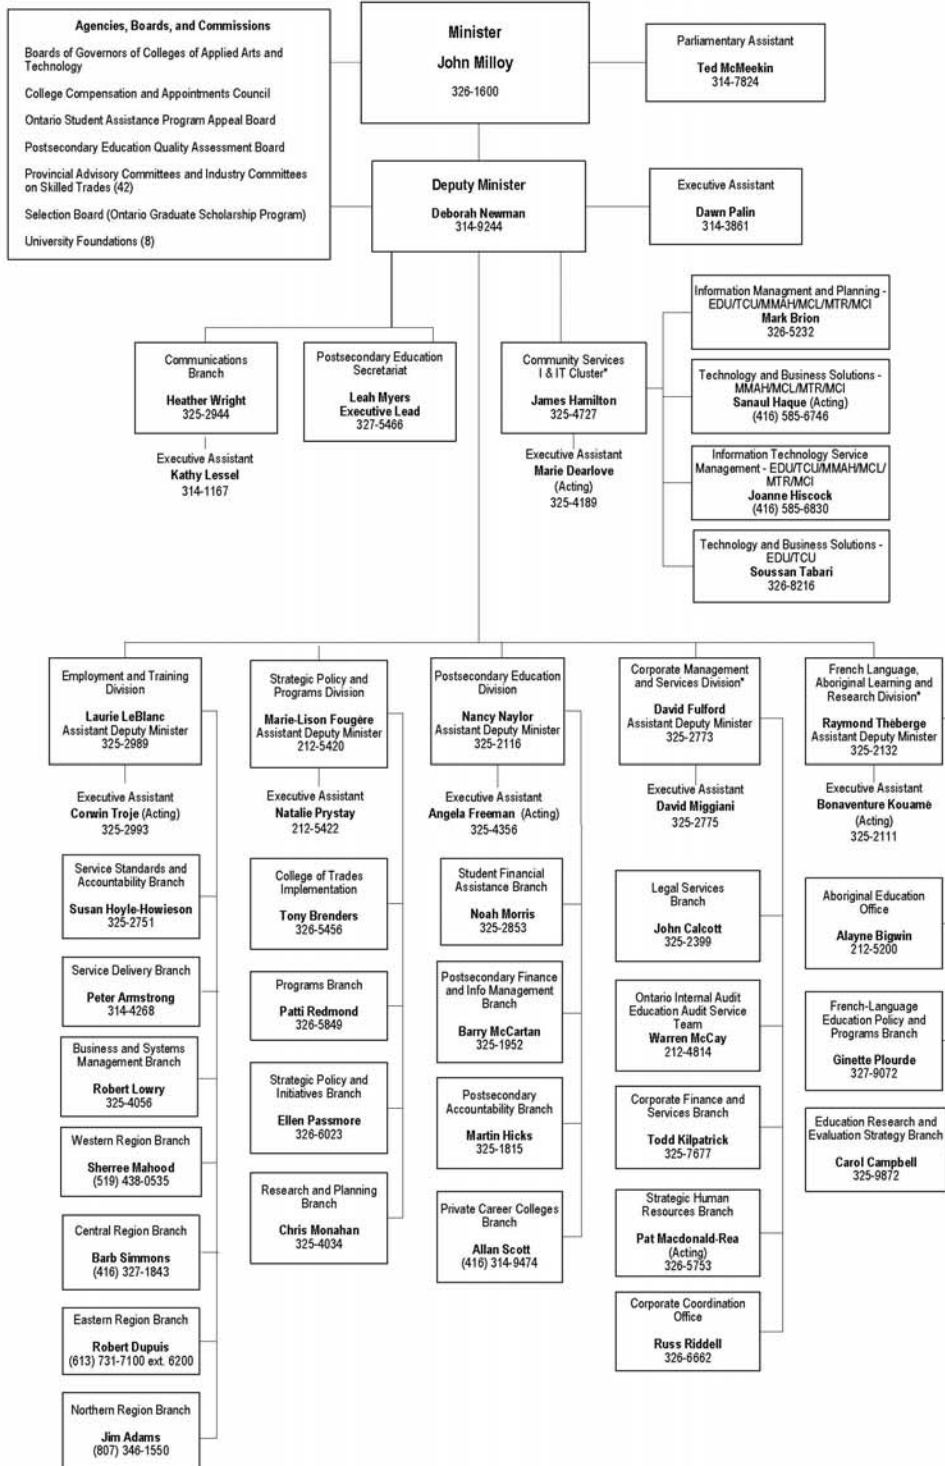 Agencies, Boards, and Commissions
Boards of Governors of Colleges of Applied Arts and
Technology
College Compensation and Appointments Council
Ontario Student Assistance Program Appeal Board
Postsecondary Education Quality Assessment Board
Provincial Advisory Committees and Industry Committees
on Skilled Trades (42)
Selection Board (Ontario Graduate Scholarship Program)
University Foundations (8)
Minister
John Milloy
326-1600
Parliamentary Assistant
Ted McMeekin
314-7824
Deputy Minister
Deborah Newman
314-9244
Executive Assistant
Dawn Palin
314-3861
Communications
Branch
Heather Wright
325-2944
Executive Assistant
Kathy Lessel
314-1167
Postsecondary Education
Secretariat
Leah Myers
Executive Lead
327-5466
Community Services
I & IT Cluster*
James Hamilton
325-4727
Executive Assistant
Marie Dearlove
(Acting)
325-4189
Information Managment and Planning -
EDU/TCU/MMAH/MCL/MTR/MCI
Mark Brion
326-5232
Technology and Business Solutions -
MMAH/MCL/MTR/MCI
Sanaul Haque (Acting)
(416) 585-6746
Information Technology Service
Management - EDU/TCU/MMAH/MCL/
MTR/MCI
Joanne Hiscock
(416) 585-6830
Technology and Business Solutions -
EDU/TCU
Soussan Tabari
326-8216
Employment and Training
Division
Laurie LeBlanc
Assistant Deputy Minister
325-2989
Executive Assistant
Corwin Troje (Acting)
325-2993
Service Standards and
Accountability Branch
Susan Hoyle-Howieson
325-2751
Service Delivery Branch
Peter Armstrong
314-4268
Business and Systems
Management Branch
Robert Lowry
325-4056
Western Region Branch
Sherree Mahood
(519) 438-0535
Central Region Branch
Barb Simmons
(416) 327-1843
Eastern Region Branch
Robert Dupuis
(613) 731-7100 ext. 6200
Northern Region Branch
Jim Adams
(807) 346-1550
Strategic Policy and
Programs Division
Marie-Lison Fougère
Assistant Deputy Minister
212-5420
Executive Assistant
Natalie Prystay
212-5422
College of Trades
Implementation
Tony Brenders
326-5456
Programs Branch
Patti Redmond
326-5849
Strategic Policy and
Initiatives Branch
Ellen Passmore
326-6023
Research and Planning
Branch
Chris Monahan
325-4034
Postsecondary Education
Division
Nancy Naylor
Assistant Deputy Minister
325-2116
Executive Assistant
Angela Freeman (Acting)
325-4356
Student Financial
Assistance Branch
Noah Morris
325-2853
Postsecondary Finance
and Info Management
Branch
Barry McCartan
325-1952
Postsecondary
Accountability Branch
Martin Hicks
325-1815
Private Career Colleges
Branch
Allan Scott
(416) 314-9474
Corporate Management
and Services Division*
David Fulford
Assistant Deputy Minister
325-2773
Executive Assistant
David Miggiani
325-2775
Legal Services
Branch
John Calcott
325-2399
Ontario Internal Audit
Education Audit Service
Team
Warren McCay
212-4814
Corporate Finance and
Services Branch
Todd Kilpatrick
325-7677
Strategic Human
Resources Branch
Pat Macdonald-Rea
(Acting)
326-5753
Corporate Coordination
Office
Russ Riddell
326-6662
French Language,
Aboriginal Learning and
Research Division*
Raymond Théberge
Assistant Deputy Minister
325-2132
Executive Assistant
Bonaventure Kouamé
(Acting)
325-2111
Aboriginal Education
Office
Alayne Bigwin
212-5200
French-Language
Education Policy and
Programs Branch
Ginette Plourde
327-9072
Education Research and
Evaluation Strategy Branch
Carol Campbell
325-9872